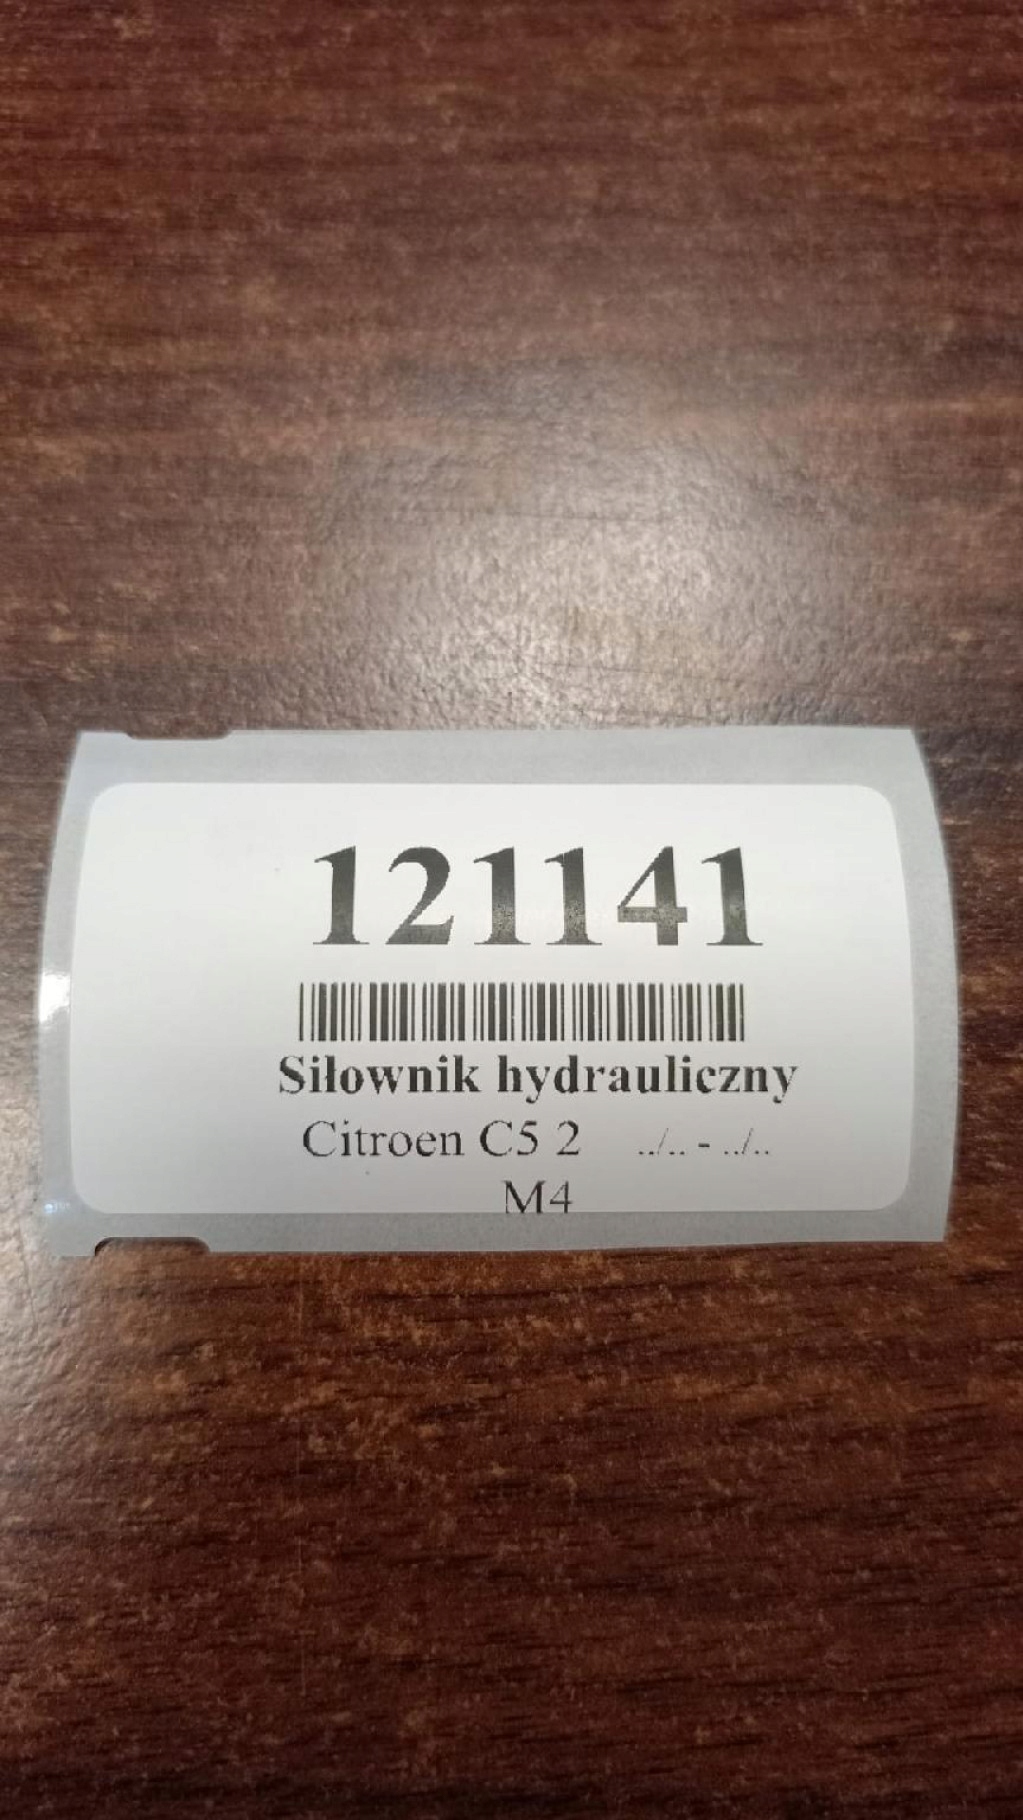 121141
Siłownik hydrauliczny
Citroen C5 2 ../.. - ../..
M4